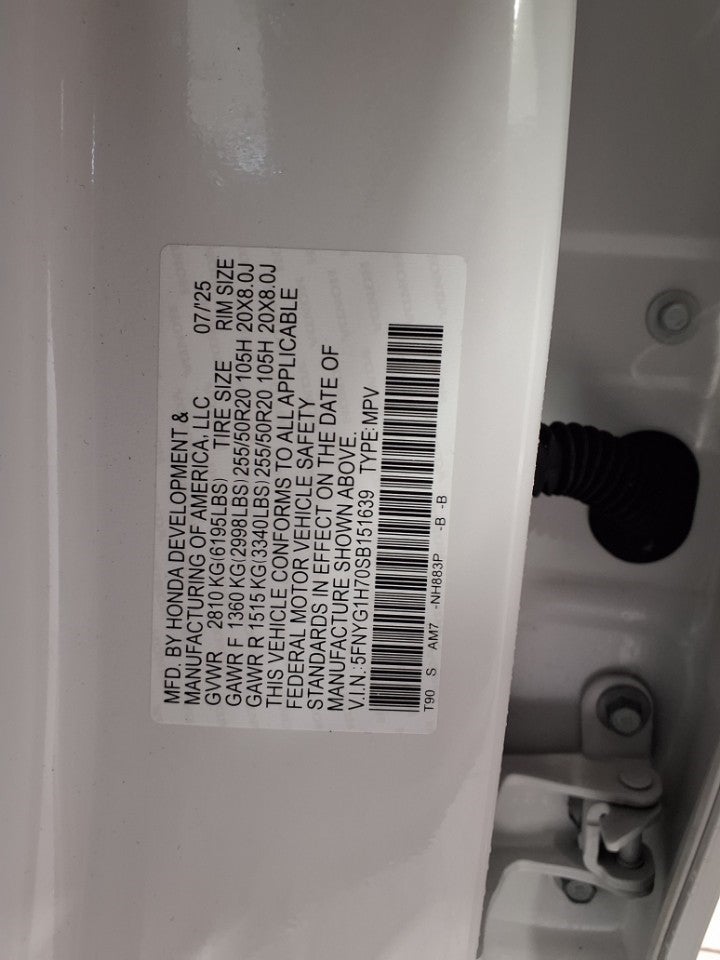 MFD. BY HONDA DEVELOPMENT &
MANUFACTURING OF AMERICA, LLC 07/'25
GVWR 2810 KG(6195LBS) TIRE SIZE RIM SIZE
GAWR F 1360 KG(2998LBS) 255/50R20 105H 20X8.0J
GAWR R 1515 KG(3340LBS) 255/50R20 105H 20X8.0J
THIS VEHICLE CONFORMS TO ALL APPLICABLE
FEDERAL MOTOR VEHICLE SAFETY
STANDARDS IN EFFECT ON THE DATE OF
MANUFACTURE SHOWN ABOVE.
V.I.N.:5FNYG1H70SB151639 TYPE:MPV
T90 S AM7 -NH883P -B -B